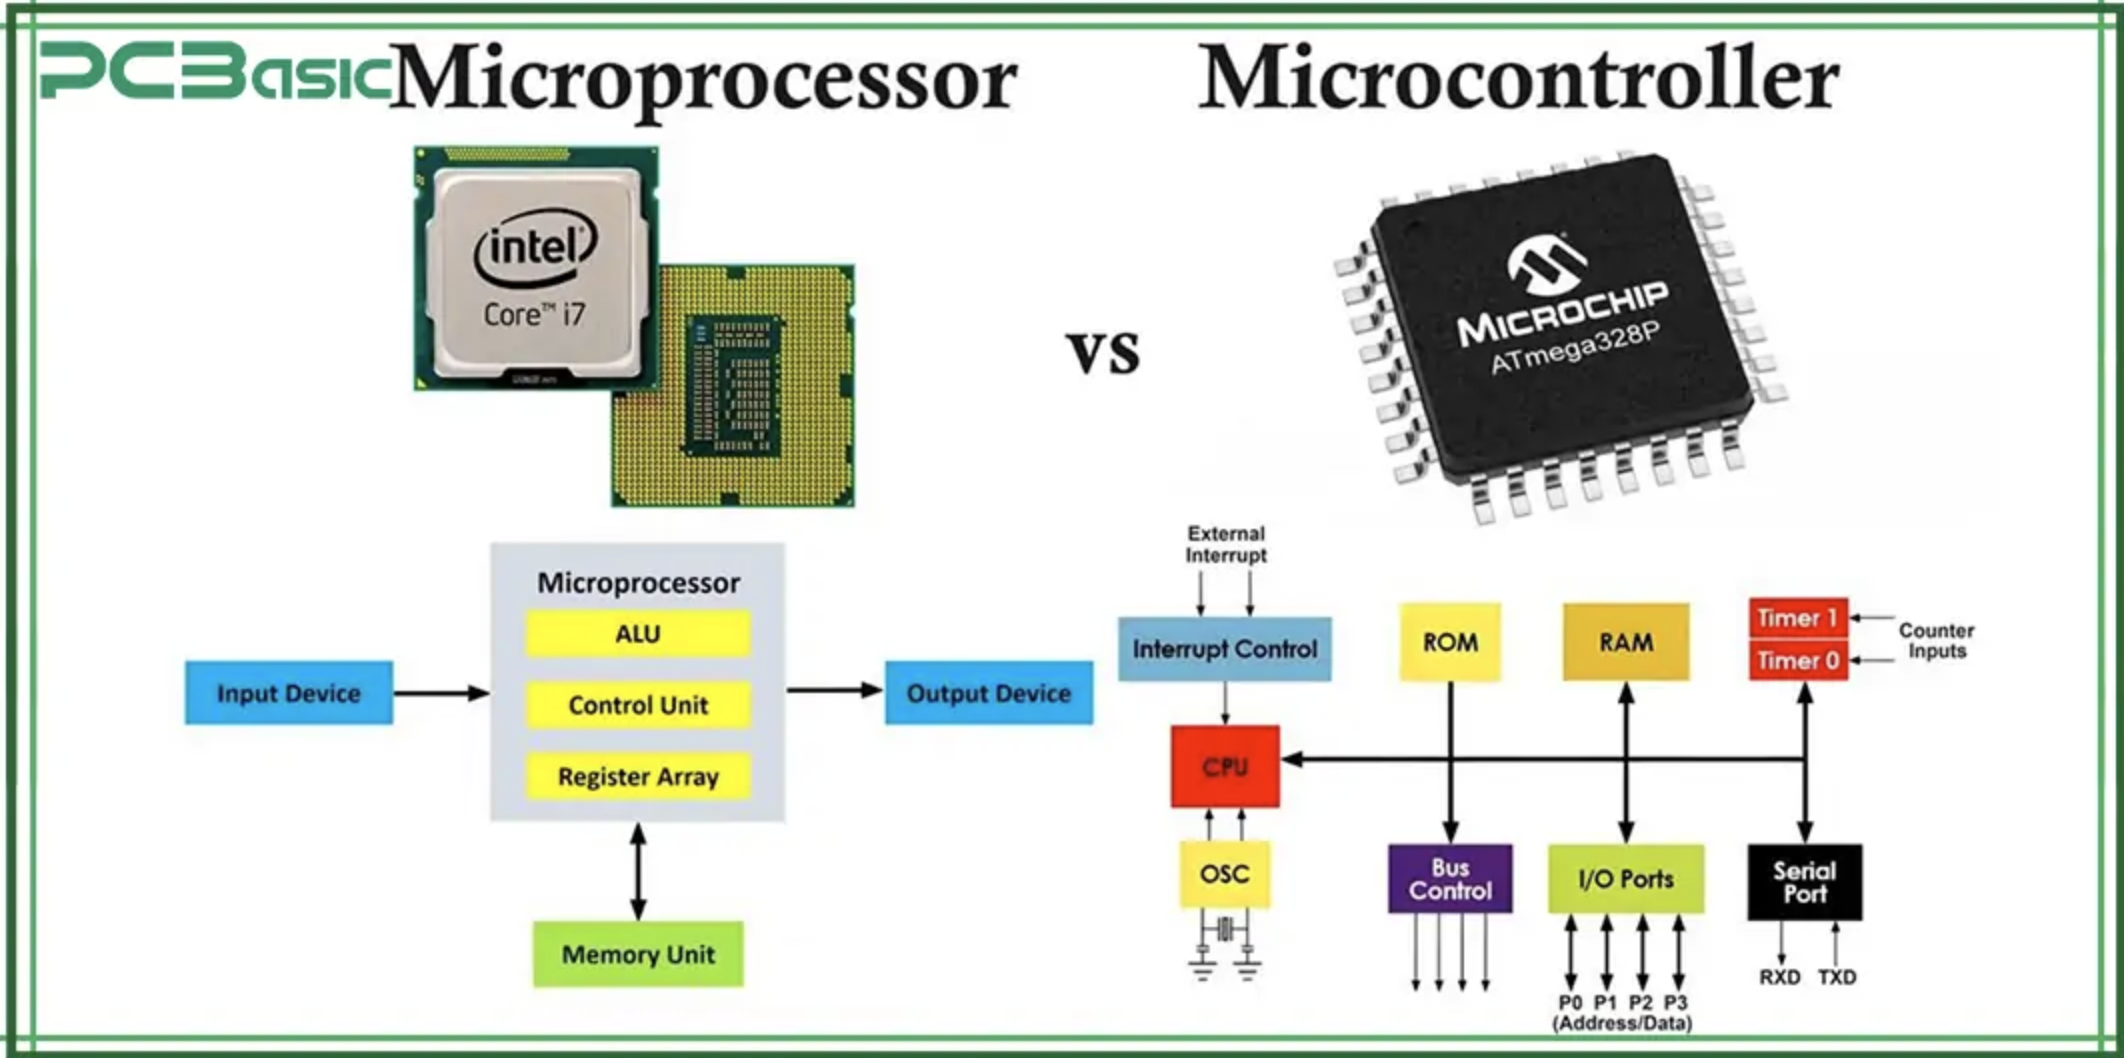 PCBasic
Microprocessor
Microcontroller
intel
Core™ i7
vs
MICROCHIP
ATmega328P
Microprocessor
ALU
Control Unit
Register Array
Input Device
Output Device
Memory Unit
External
Interrupt
Interrupt Control
ROM
RAM
Timer 1
Timer 0
Counter
Inputs
CPU
OSC
Bus
Control
I/O Ports
Serial
Port
RXD TXD
P0 P1 P2 P3
(Address/Data)